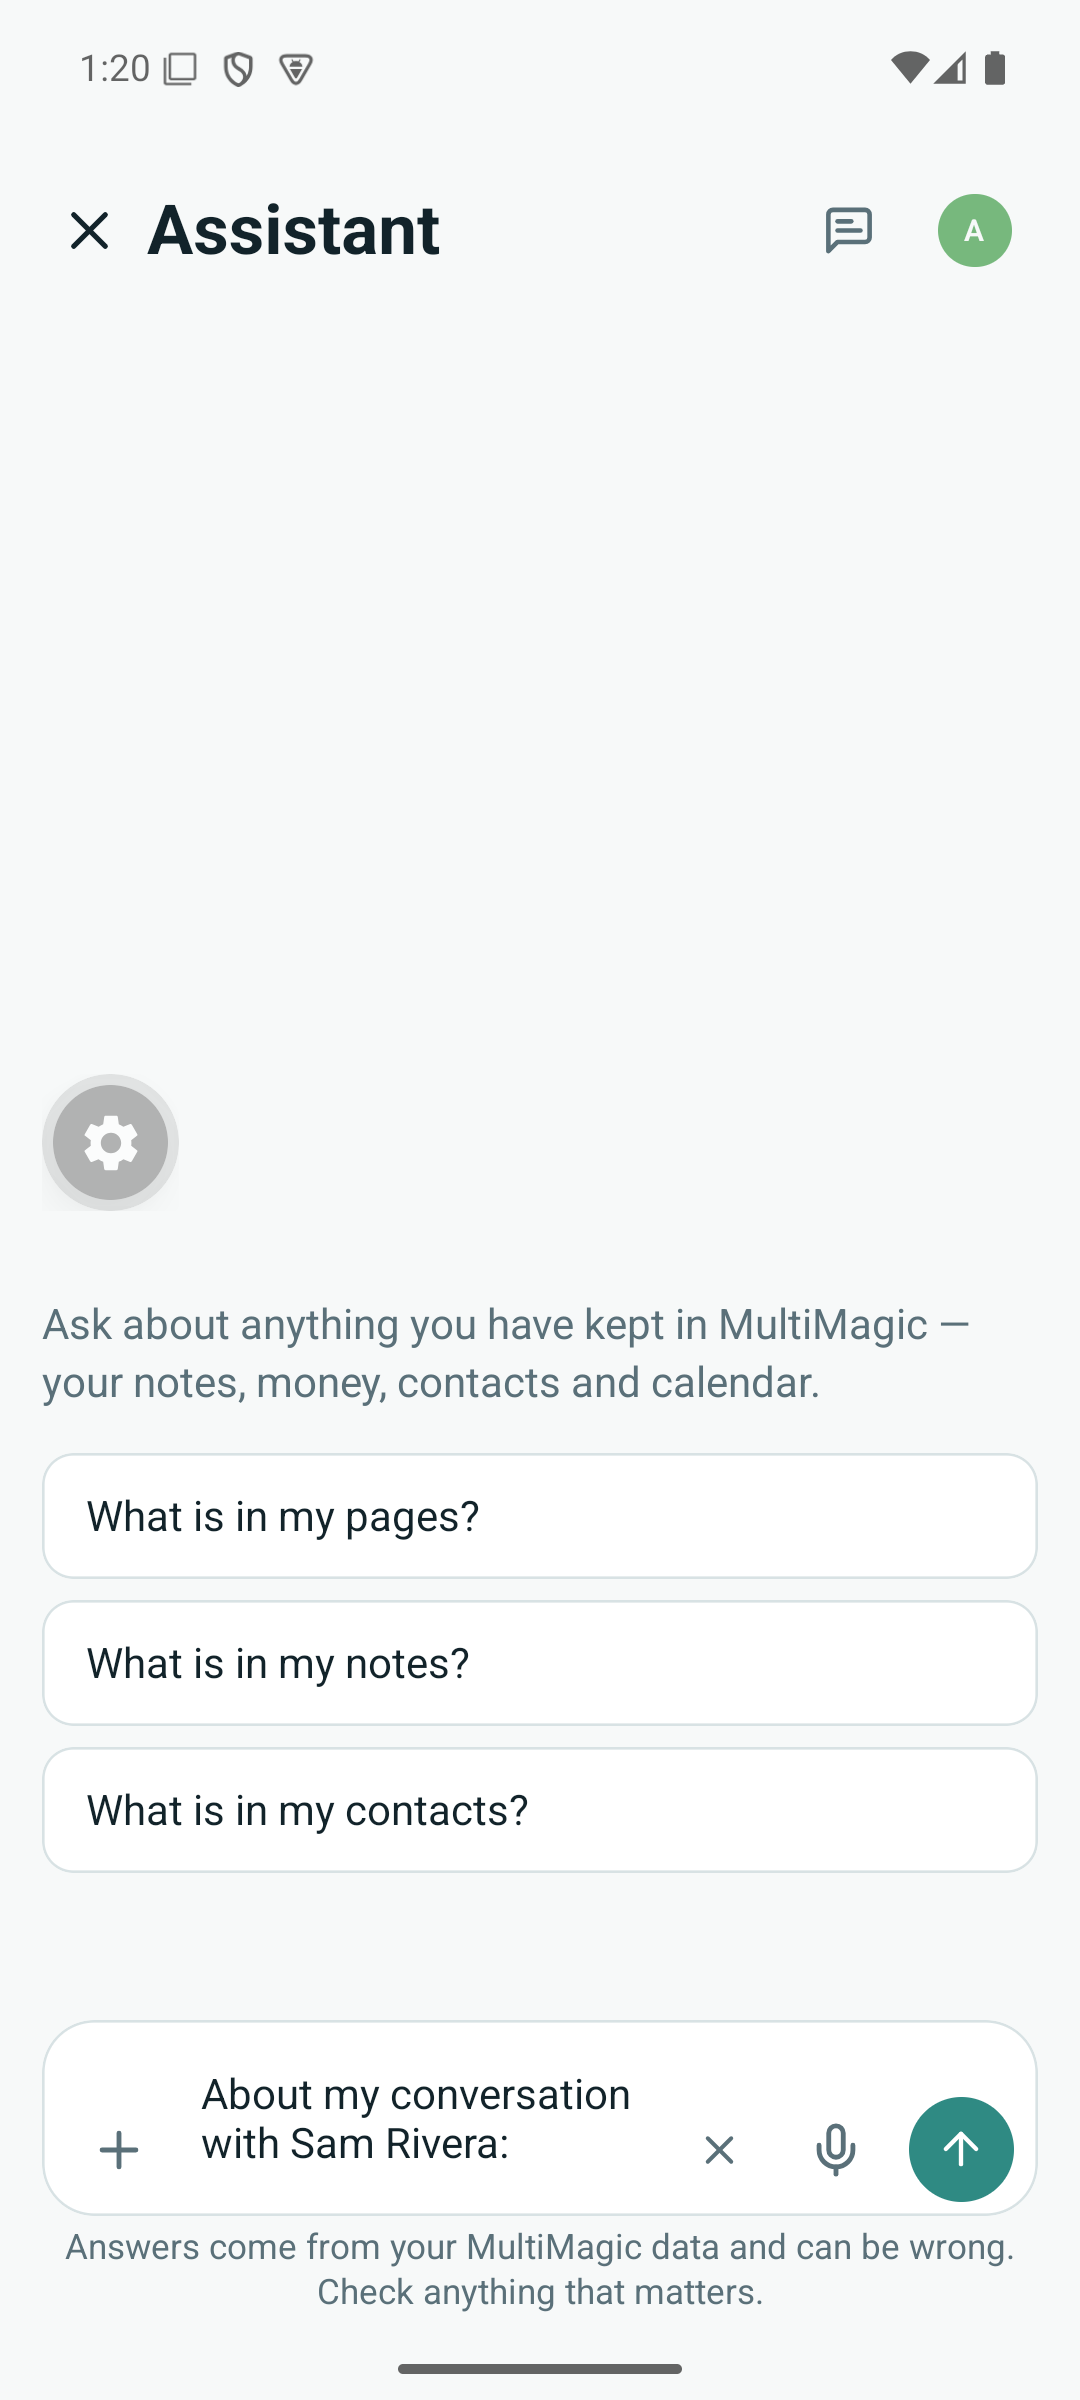 1:20
Assistant
A
Ask about anything you have kept in MultiMagic —
your notes, money, contacts and calendar.
What is in my pages?
What is in my notes?
What is in my contacts?
About my conversation
with Sam Rivera:
Answers come from your MultiMagic data and can be wrong.
Check anything that matters.